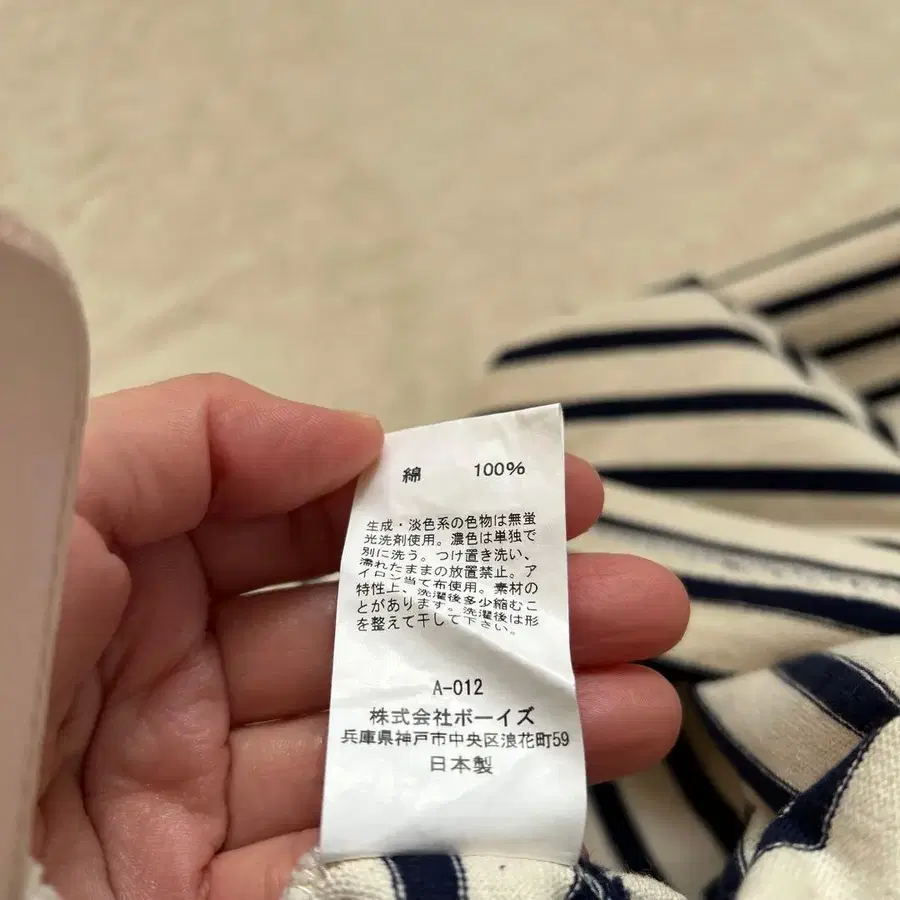 綿 100%
生成・淡色系の色物は無蛍
光洗剤使用。濃色は単独で
別に洗う。つけ置き洗い、
濡れたままの放置禁止。ア
イロン当て布使用。素材の
特性上、洗濯後多少縮むこ
とがあります。洗濯後は形
を整えて干して下さい。
A-012
株式会社ボーイズ
兵庫県神戸市中央区浪花町59
日本製